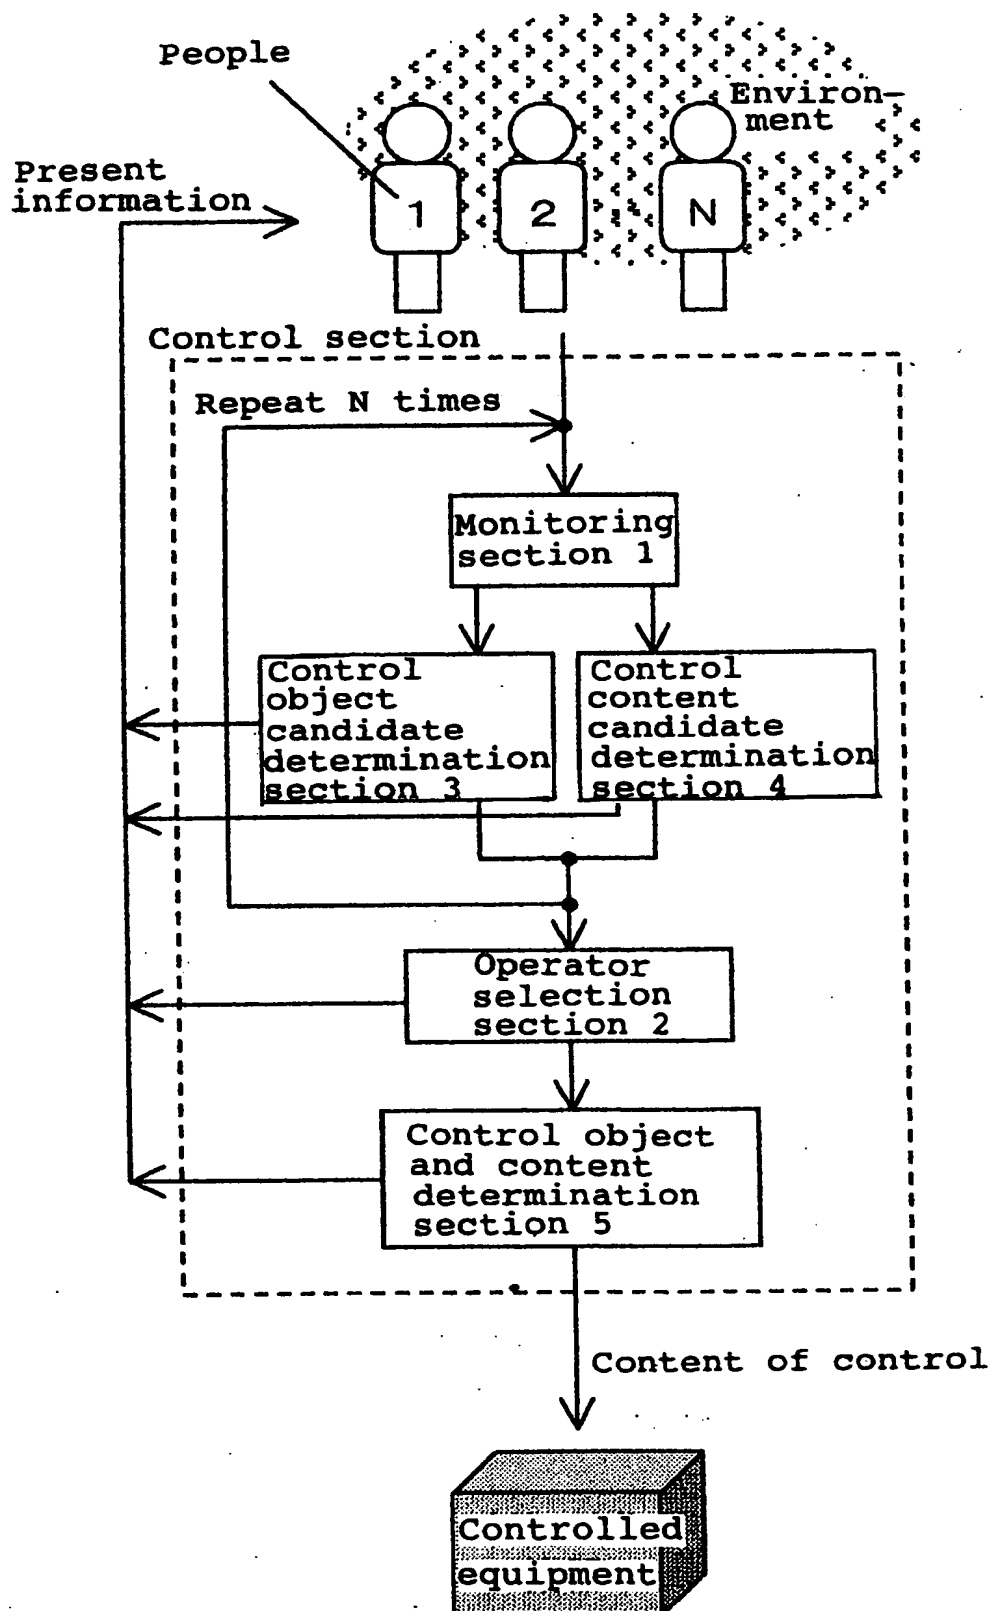 People
Environ-
ment
Present
information
1
2
N
Control section
Repeat N times
Monitoring
section 1
Control
object
candidate
determination
section 3
Control
content
candidate
determination
section 4
Operator
selection
section 2
Control object
and content
determination
section 5
Content of control
Controlled
equipment